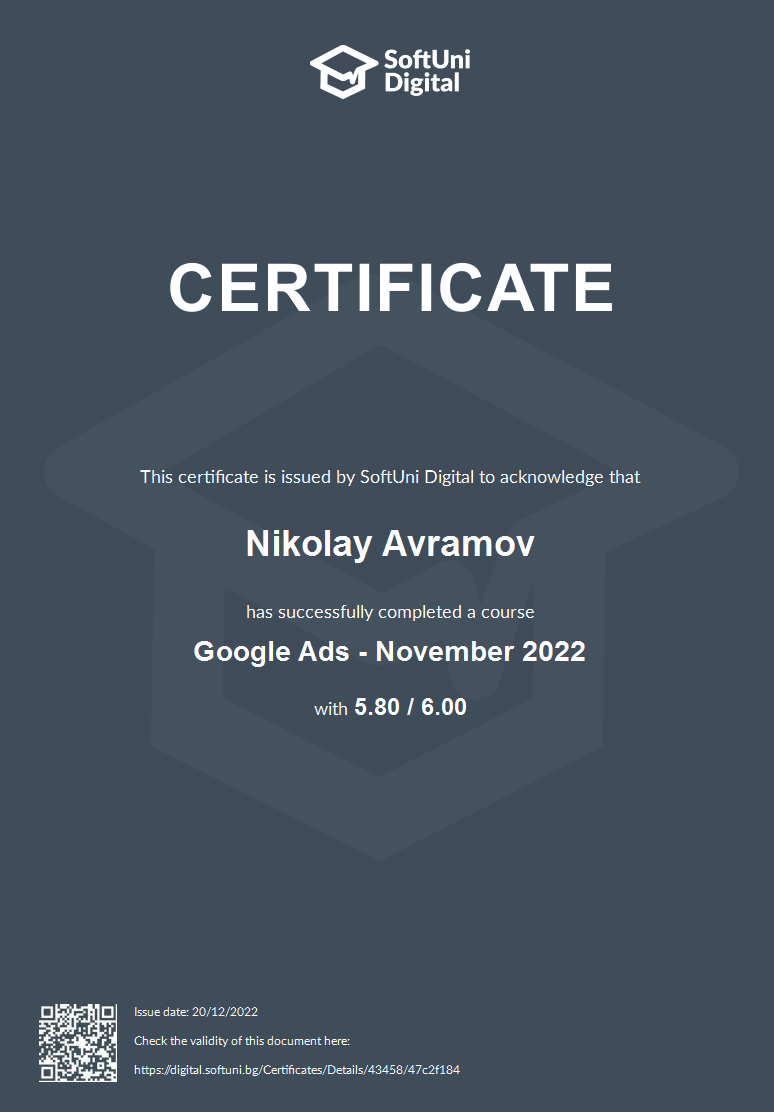 SoftUni
Digital
CERTIFICATE
This certificate is issued by SoftUni Digital to acknowledge that
Nikolay Avramov
has successfully completed a course
Google Ads - November 2022
with 5.80 / 6.00
Issue date: 20/12/2022
Check the validity of this document here:
https://digital.softuni.bg/Certificates/Details/43458/47c2f184